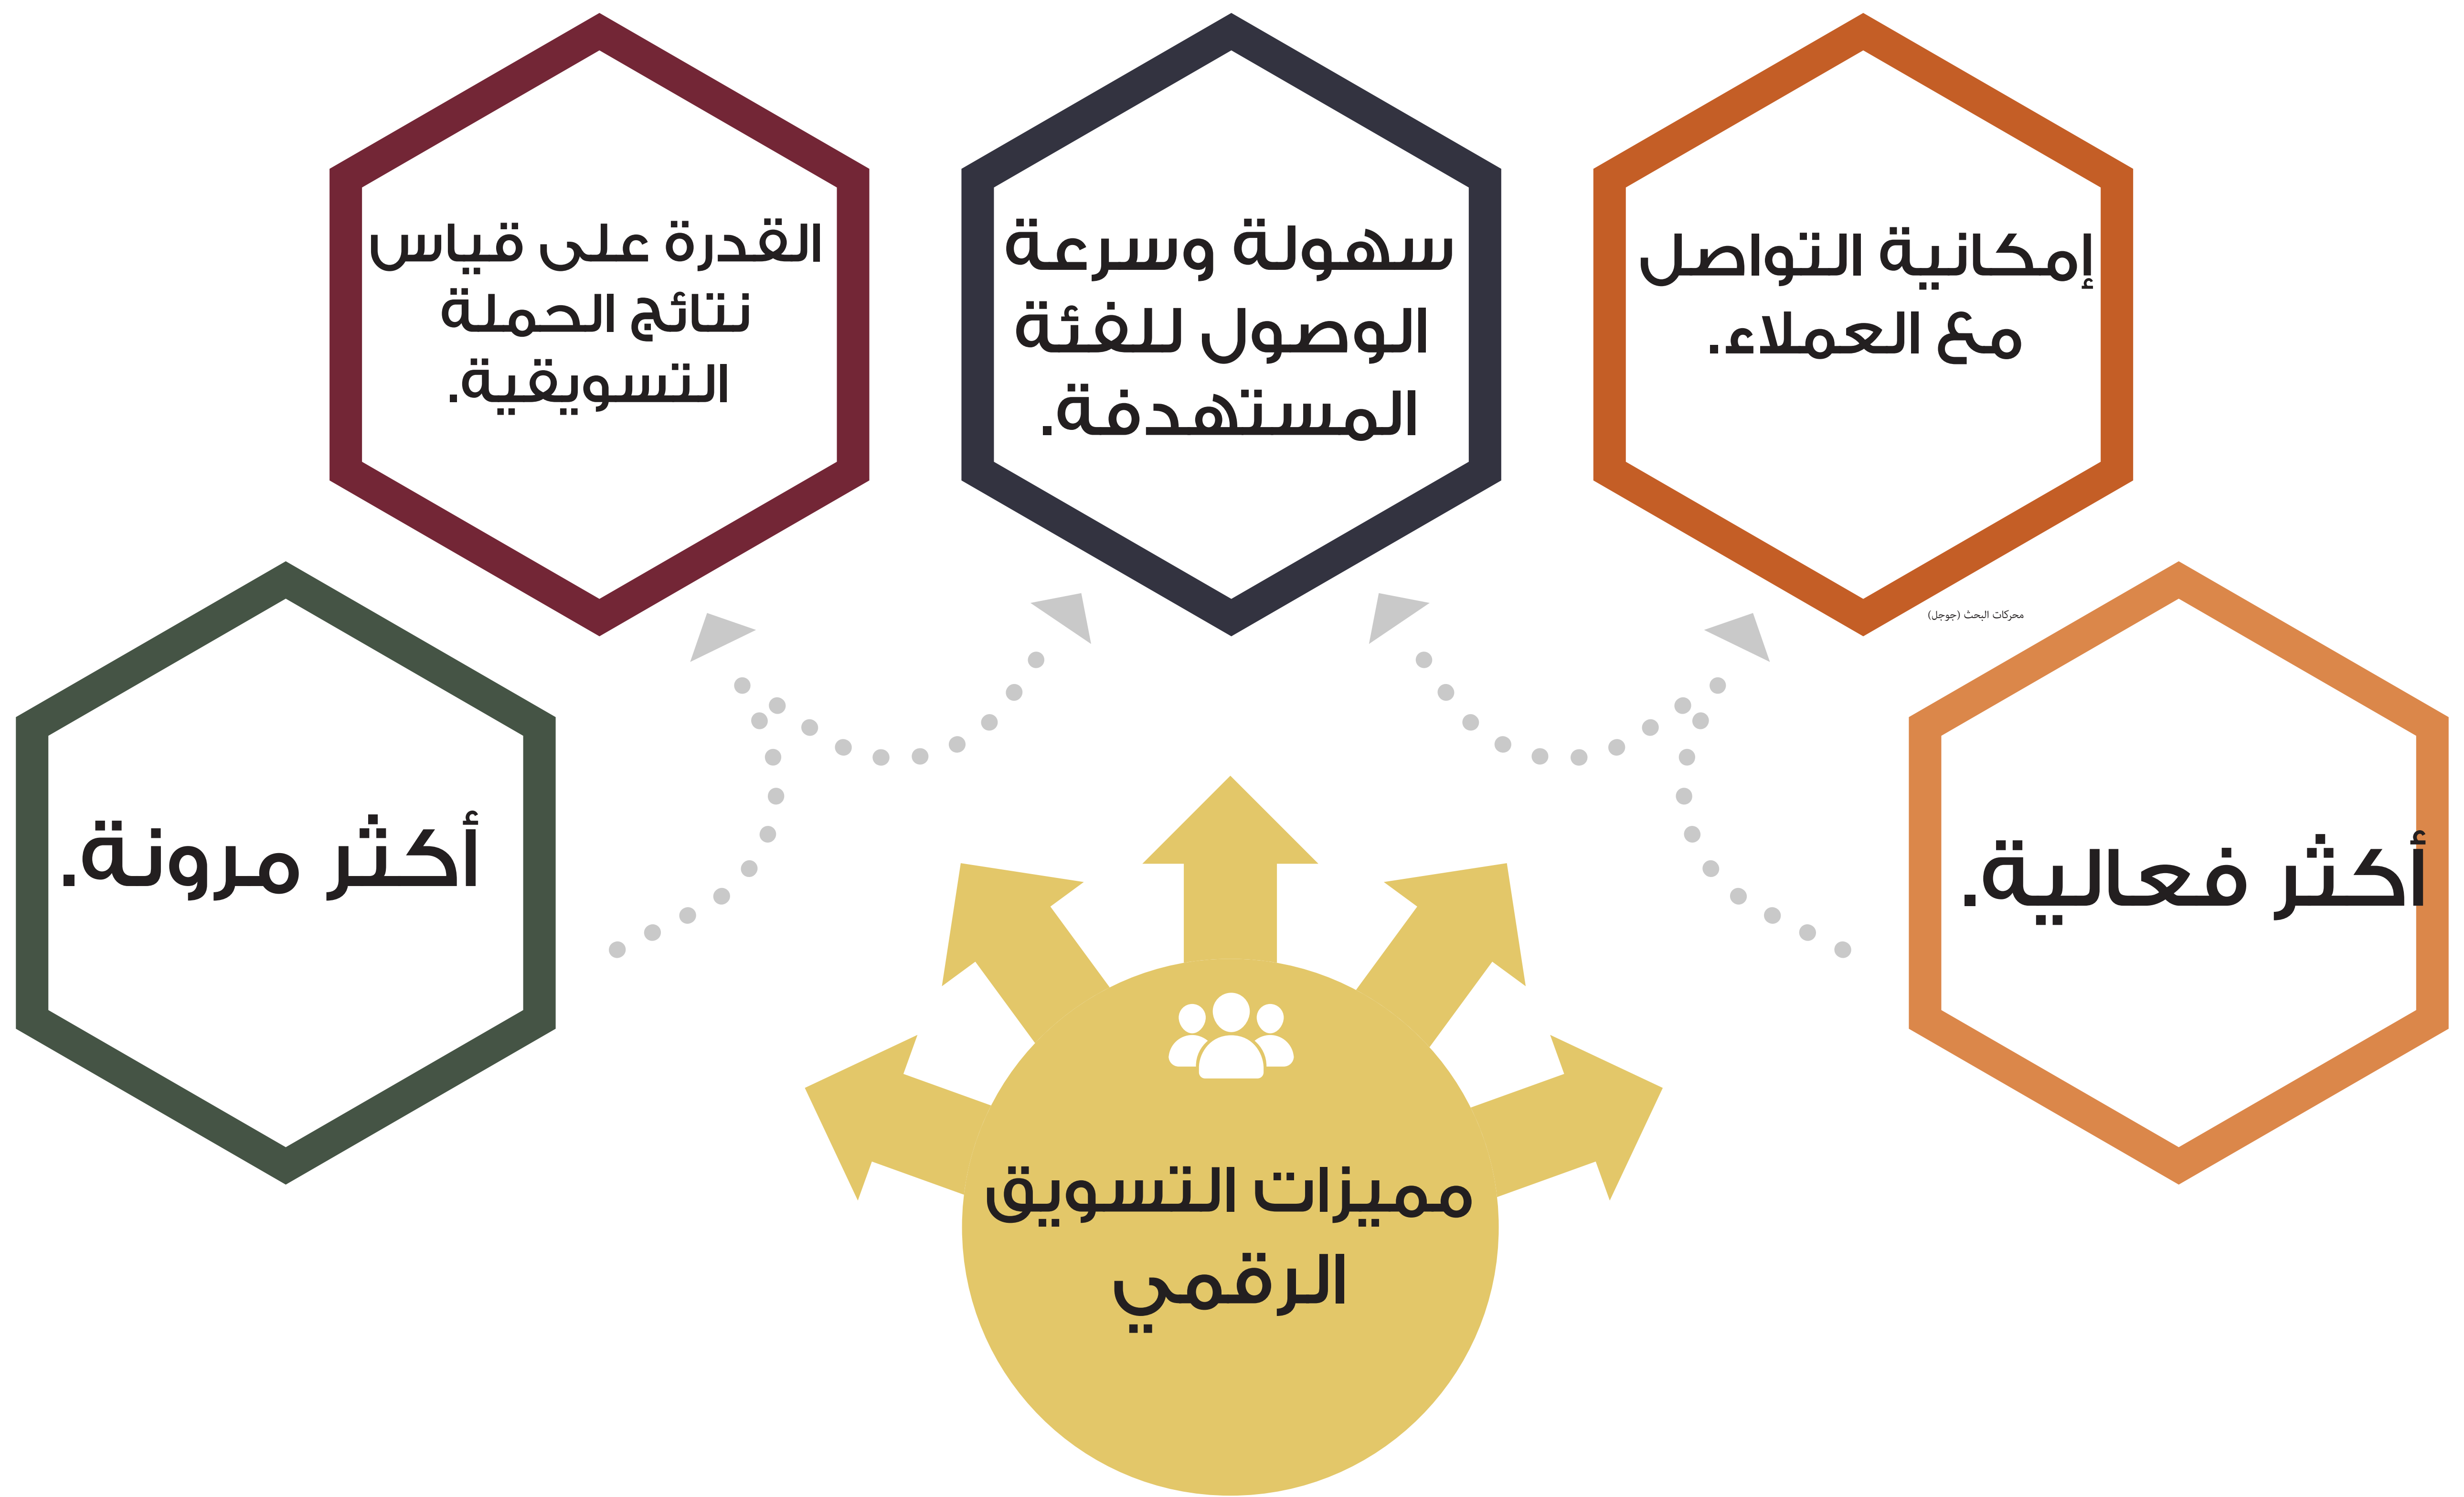 إمكانية التواصل
مع العملاء.
سهولة وسرعة
الوصول للفئة
المستهدفة.
القدرة على قياس
نتائج الحملة
التسويقية.
محركات البحث (جوجل)
أكثر فعالية.
أكثر مرونة.
مميزات التسويق
الرقمي